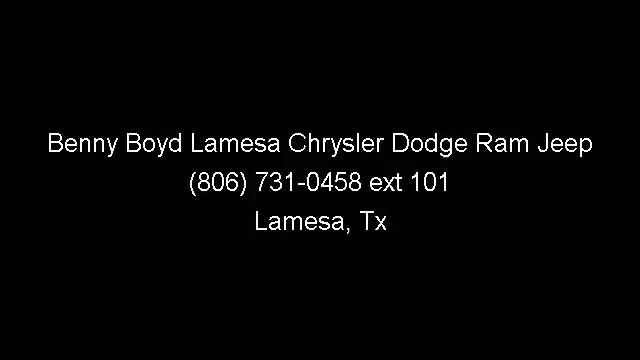 Benny Boyd Lamesa Chrysler Dodge Ram Jeep
(806) 731-0458 ext 101
Lamesa, Tx